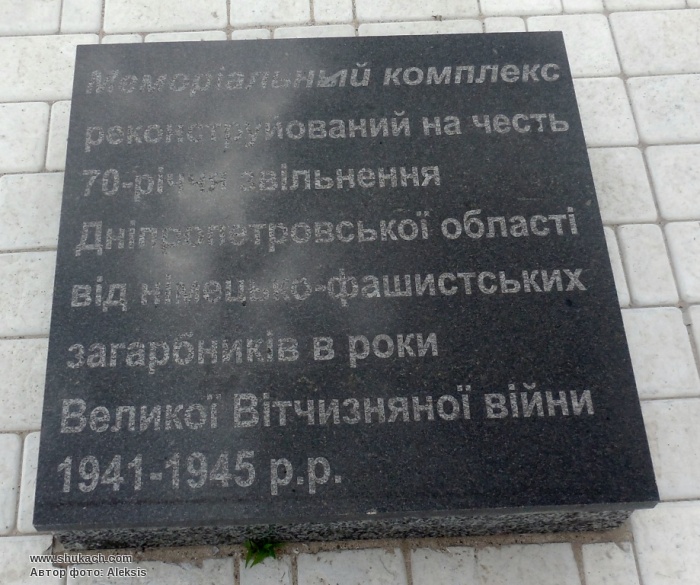 Меморіальный комплекс
реконструйований на честь
70-річчя звільнення
Дніпропетровської області
від німецько-фашистських
загарбників в роки
Великої Вітчизняної війни
1941-1945 р.р.
www.shukach.com
Автор фото: Aleksis